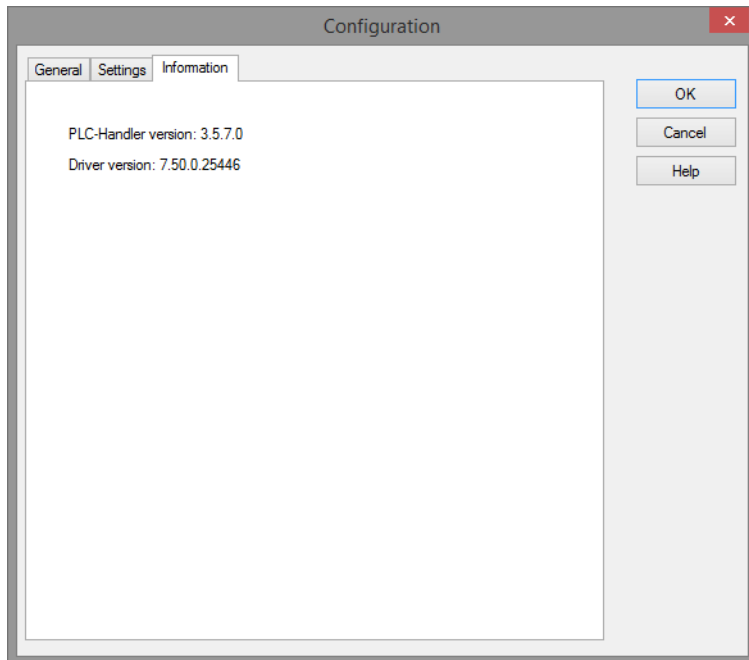 Configuration
General Settings Information
OK
Cancel
Help
PLC-Handler version: 3.5.7.0
Driver version: 7.50.0.25446